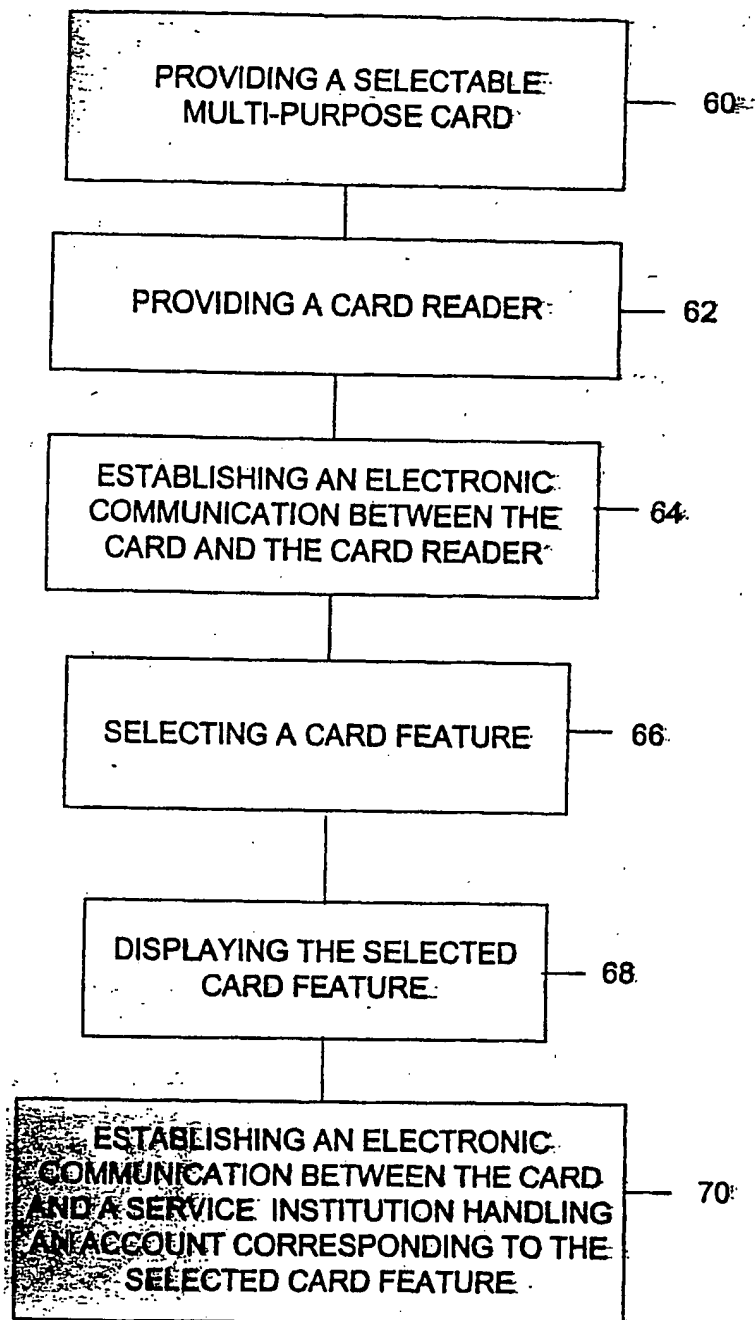 PROVIDING A SELECTABLE
MULTI-PURPOSE CARD
60
PROVIDING A CARD READER
62
ESTABLISHING AN ELECTRONIC
COMMUNICATION BETWEEN THE
CARD AND THE CARD READER
64
SELECTING A CARD FEATURE
66
DISPLAYING THE SELECTED
CARD FEATURE
68
ESTABLISHING AN ELECTRONIC
COMMUNICATION BETWEEN THE CARD
AND A SERVICE INSTITUTION HANDLING
AN ACCOUNT CORRESPONDING TO THE
SELECTED CARD FEATURE
70